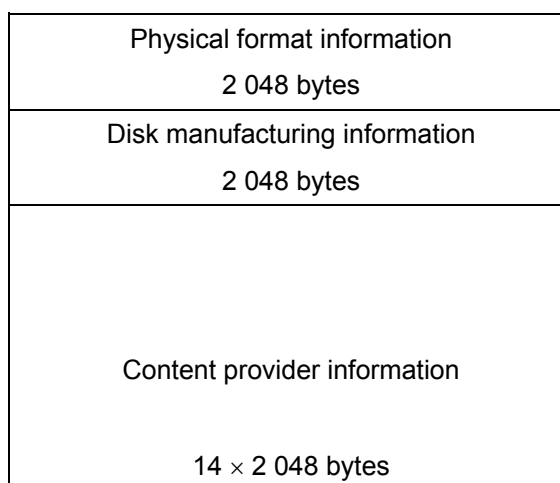 Physical format information
2 048 bytes
Disk manufacturing information
2 048 bytes
Content provider information
14 × 2 048 bytes